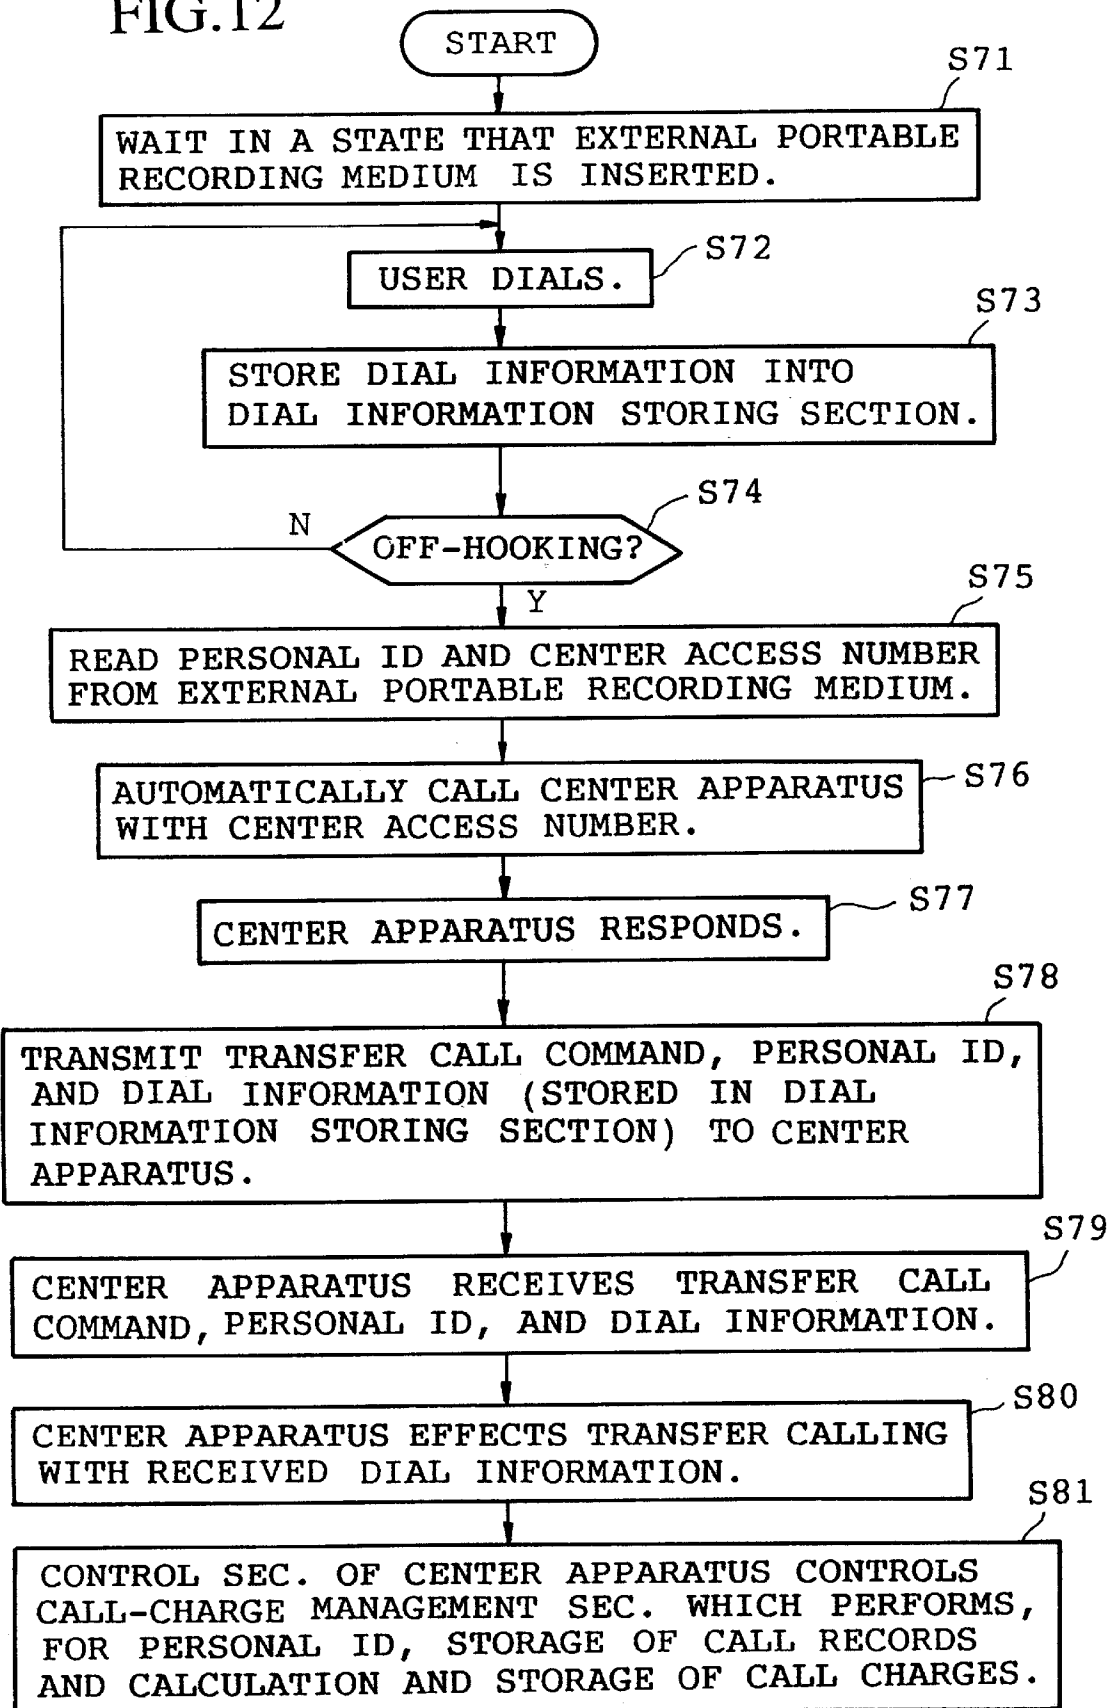 FIG.12
START
S71
WAIT IN A STATE THAT EXTERNAL PORTABLE
RECORDING MEDIUM IS INSERTED.
S72
USER DIALS.
S73
STORE DIAL INFORMATION INTO
DIAL INFORMATION STORING SECTION.
S74
N
OFF-HOOKING?
Y
S75
READ PERSONAL ID AND CENTER ACCESS NUMBER
FROM EXTERNAL PORTABLE RECORDING MEDIUM.
S76
AUTOMATICALLY CALL CENTER APPARATUS
WITH CENTER ACCESS NUMBER.
S77
CENTER APPARATUS RESPONDS.
S78
TRANSMIT TRANSFER CALL COMMAND, PERSONAL ID,
AND DIAL INFORMATION (STORED IN DIAL
INFORMATION STORING SECTION) TO CENTER
APPARATUS.
S79
CENTER APPARATUS RECEIVES TRANSFER CALL
COMMAND, PERSONAL ID, AND DIAL INFORMATION.
S80
CENTER APPARATUS EFFECTS TRANSFER CALLING
WITH RECEIVED DIAL INFORMATION.
S81
CONTROL SEC. OF CENTER APPARATUS CONTROLS
CALL-CHARGE MANAGEMENT SEC. WHICH PERFORMS,
FOR PERSONAL ID, STORAGE OF CALL RECORDS
AND CALCULATION AND STORAGE OF CALL CHARGES.